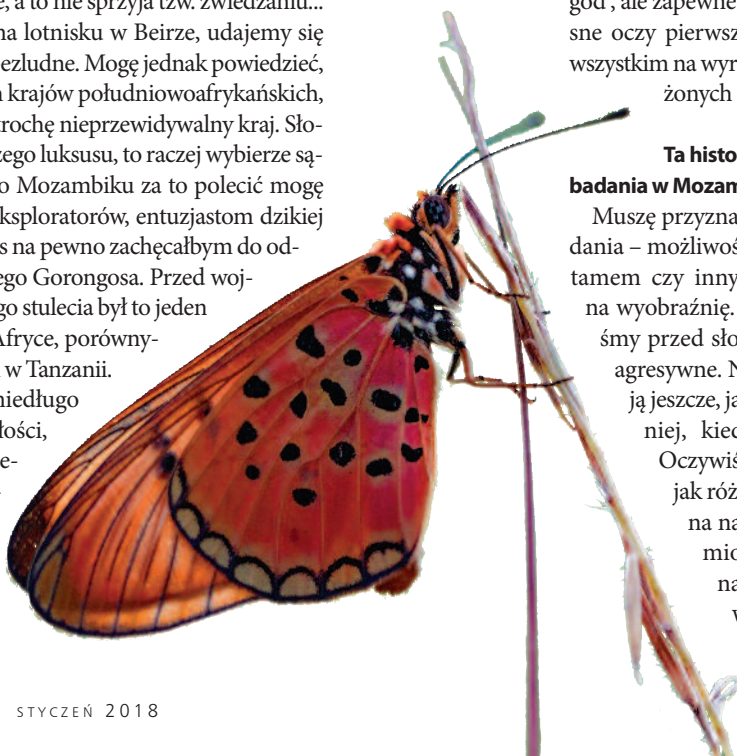 a to nie sprzyja tzw. zwiedzaniu...
na lotnisku w Beirze, udajemy się
ezludne. Mogę jednak powiedzieć,
krajów południowoafrykańskich,
trochę nieprzewidywalny kraj. Sło-
zego luksusu, to raczej wybierze są-
o Mozambiku za to polecić mogę
ksploratorów, entuzjastom dzikiej
s na pewno zachęcałbym do od-
ego Gorongosa. Przed woj-
go stulecia był to jeden
Afryce, porówny-
w Tanzanii.
niedługo
łości,
e-
god, ale zapewne
sne oczy pierwsz
wszystkim na wyr
żonych
Ta histo
badania w Mozam
Muszę przyzna
dania – możliwoś
tamem czy inny
na wyobraźnię.
śmy przed sło
agresywne. N
ją jeszcze, ja
niej, kied
Oczywiś
jak róż
na na
mio
na
w
STYCZEŃ 2018